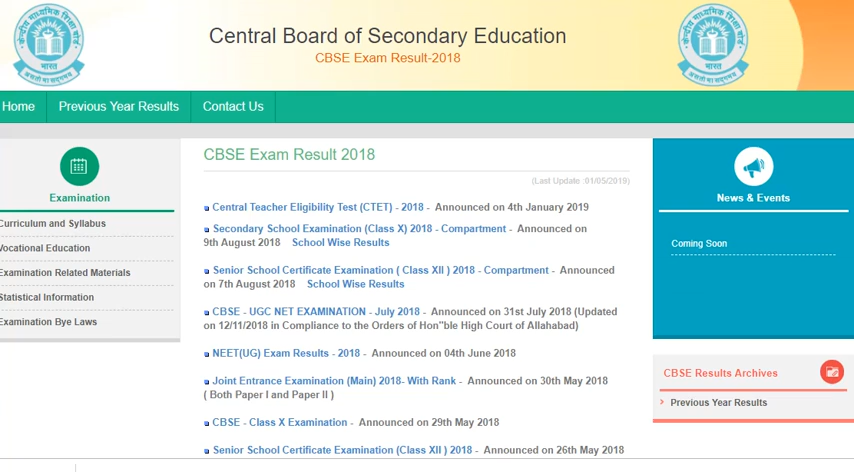 Central Board of Secondary Education
CBSE Exam Result-2018
Home
Previous Year Results
Contact Us
Examination
Curriculum and Syllabus
Vocational Education
Examination Related Materials
Statistical Information
Examination Bye Laws
CBSE Exam Result 2018
(Last Update :01/05/2019)
Central Teacher Eligibility Test (CTET) - 2018 - Announced on 4th January 2019
Secondary School Examination (Class X) 2018 - Compartment - Announced on
9th August 2018 School Wise Results
Senior School Certificate Examination ( Class XII ) 2018 - Compartment - Announced
on 7th August 2018 School Wise Results
CBSE - UGC NET EXAMINATION - July 2018 - Announced on 31st July 2018 (Updated
on 12/11/2018 in Compliance to the Orders of Hon"ble High Court of Allahabad)
NEET(UG) Exam Results - 2018 - Announced on 04th June 2018
Joint Entrance Examination (Main) 2018- With Rank - Announced on 30th May 2018
( Both Paper I and Paper II )
CBSE - Class X Examination - Announced on 29th May 2018
Senior School Certificate Examination (Class XII ) 2018 - Announced on 26th May 2018
News & Events
Coming Soon
CBSE Results Archives
Previous Year Results